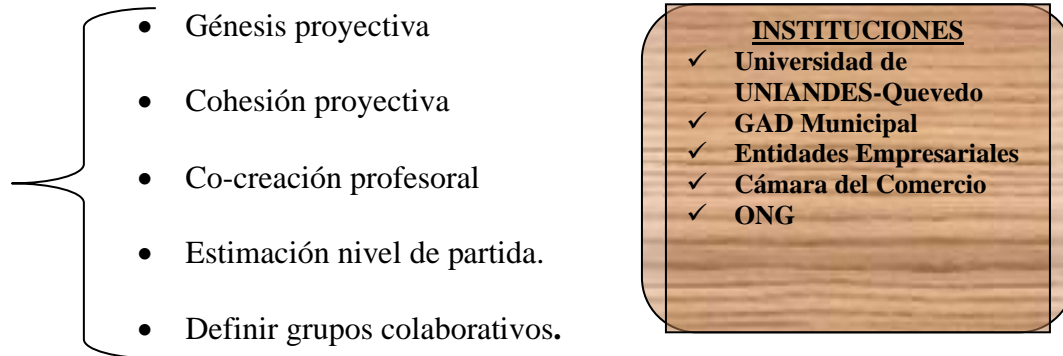 • Génesis proyectiva
• Cohesión proyectiva
• Co-creación profesoral
• Estimación nivel de partida.
• Definir grupos colaborativos.
INSTITUCIONES
✓ Universidad de
UNIANDES-Quevedo
✓ GAD Municipal
✓ Entidades Empresariales
✓ Cámara del Comercio
✓ ONG